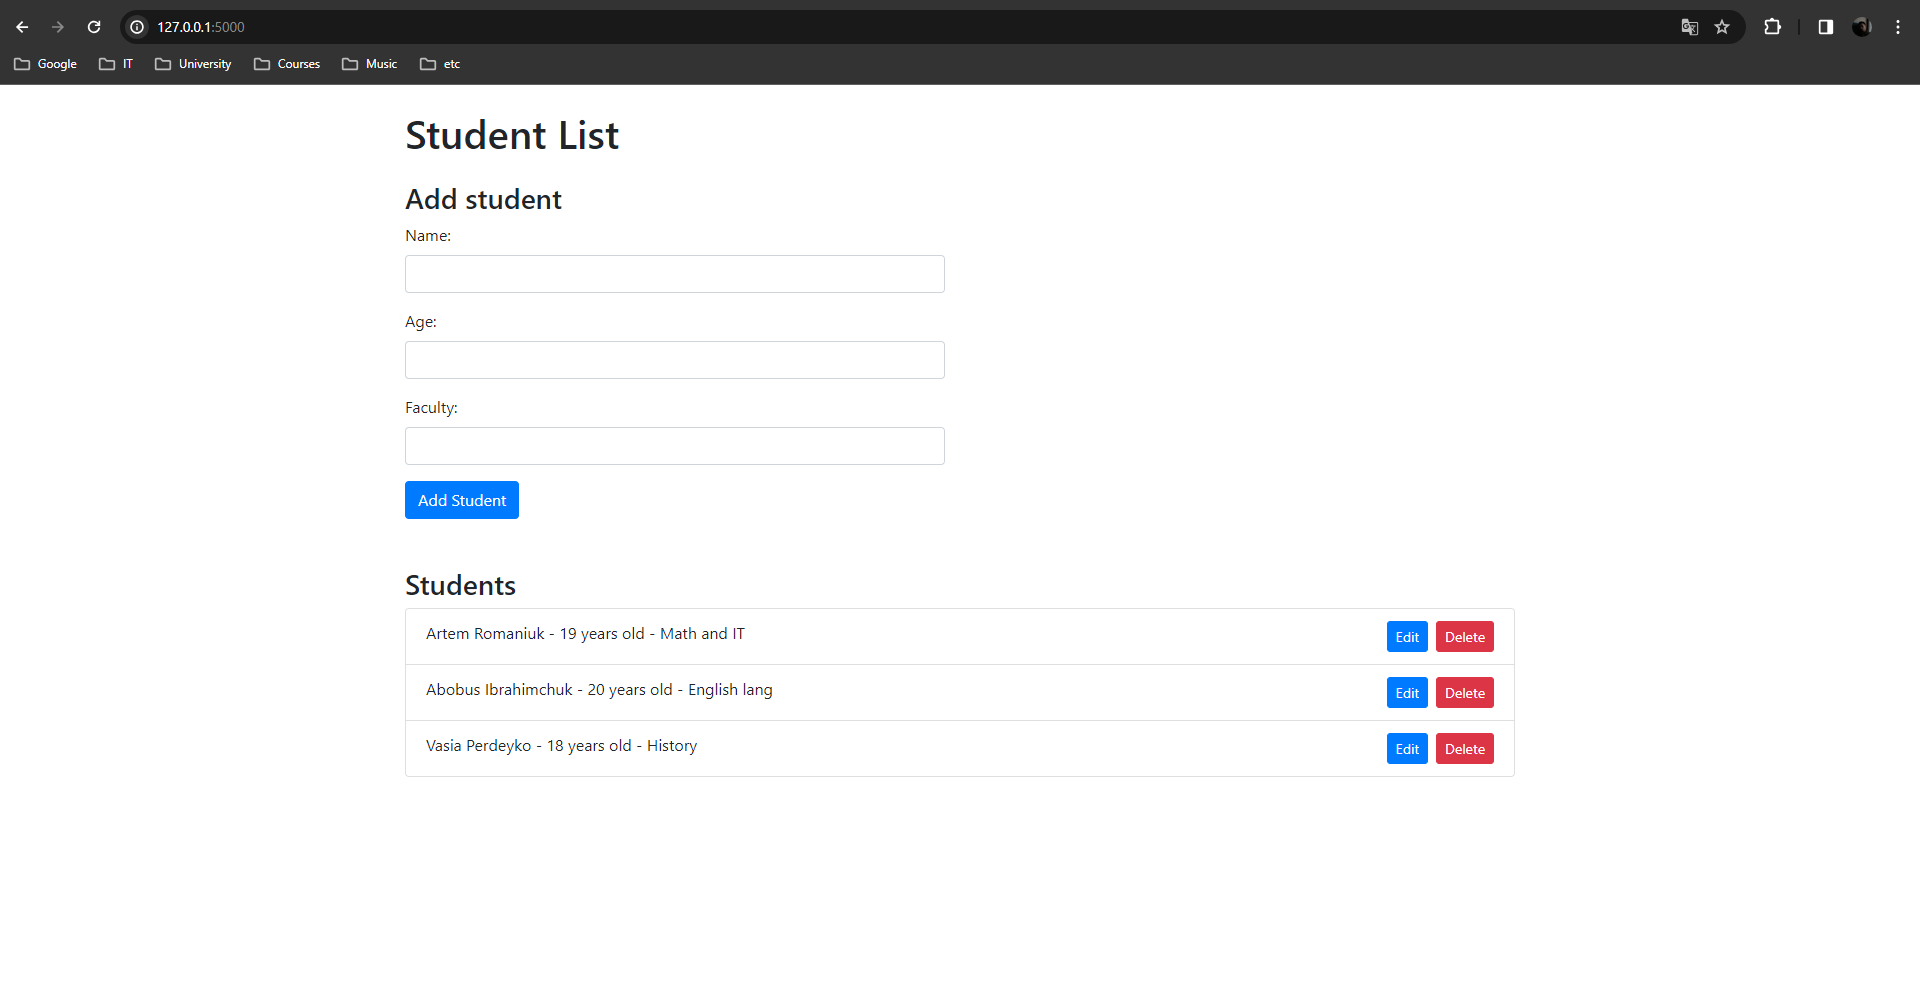 127.0.0.1:5000
Google IT University Courses Music etc
Student List
Add student
Name:
Age:
Faculty:
Add Student
Students
Artem Romaniuk - 19 years old - Math and IT Edit Delete
Abobus Ibrahimchuk - 20 years old - English lang Edit Delete
Vasia Perdeyko - 18 years old - History Edit Delete